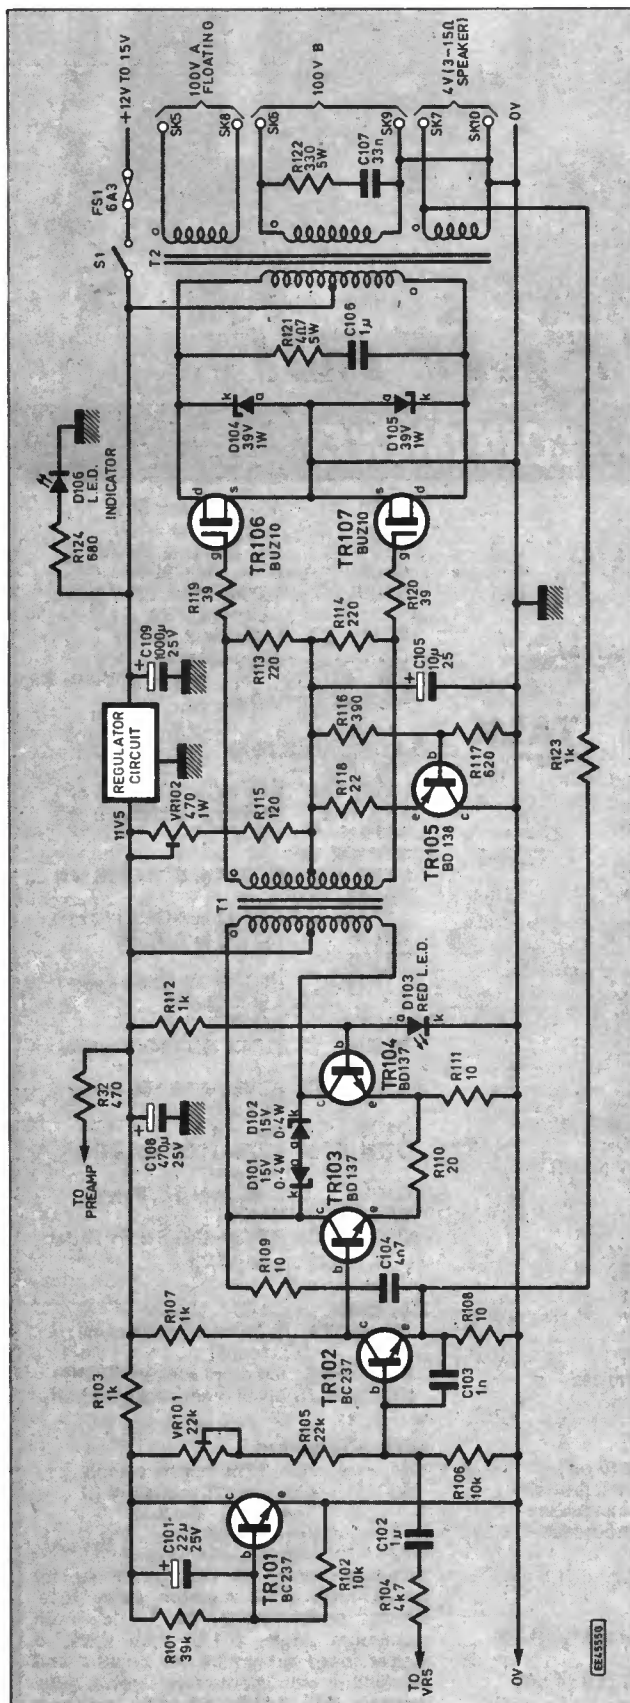 +12V TO 15V
FS1
6A3
S1
100V A
FLOATING
SK5
SK8
100V B
SK6
SK9
4V (3-15Ω
SPEAKER)
SK7
SK10
0V
R122
330
5W
C107
33n
T2
R121
4Ω7
5W
C106
1µ
D104
39V
1W
D105
39V
1W
k
a
a
k
D106
L.E.D.
INDICATOR
R124
680
TR106
BUZ10
d
s
g
TR107
BUZ10
s
d
g
R119
39
R120
39
R113
220
R114
220
C109
1000µ
25V
+
REGULATOR
CIRCUIT
11V5
VR102
470
1W
R115
120
R116
390
C105
10µ
25
+
R118
22
R117
620
TR105
BD138
e
b
c
R123
1k
T1
R112
1k
D103
RED L.E.D.
a
k
TR104
BD137
b
c
e
R111
10
R32
470
TO
PREAMP
C108
470µ
25V
+
D102
15V
0·4W
D101
15V
0·4W
k
a
a
k
R110
20
TR103
BD137
c
b
e
R109
10
C104
4n7
R107
1k
R108
10
TR102
BC237
c
b
e
C103
1n
R103
1k
VR101
22k
R105
22k
R106
10k
C101
22µ
25V
+
TR101
BC237
c
b
e
R102
10k
C102
1µ
R104
4k7
R101
39k
TO
VR5
0V
EE4555G